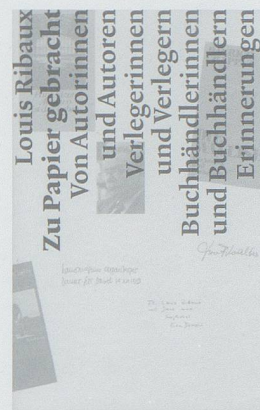 Louis Ribaux
Zu Papier gebracht
Von Autorinnen
und Autoren
Verlegerinnen
und Verlegern
Buchhändlerinnen
und Buchhändlern
Erinnerungen